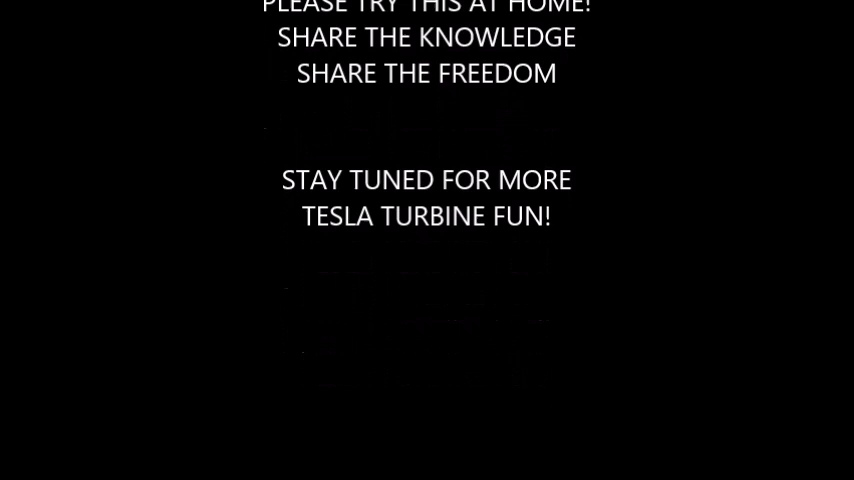 PLEASE TRY THIS AT HOME!
SHARE THE KNOWLEDGE
SHARE THE FREEDOM
STAY TUNED FOR MORE
TESLA TURBINE FUN!